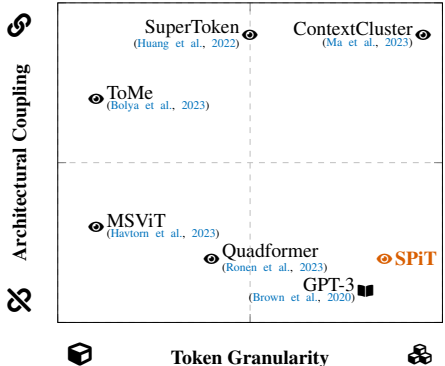 SuperToken
(Huang et al., 2022)
ContextCluster
(Ma et al., 2023)
ToMe
(Bolya et al., 2023)
Architectural Coupling
MSViT
(Havtorn et al., 2023)
Quadformer
(Ronen et al., 2023)
SPiT
GPT-3
(Brown et al., 2020)
Token Granularity